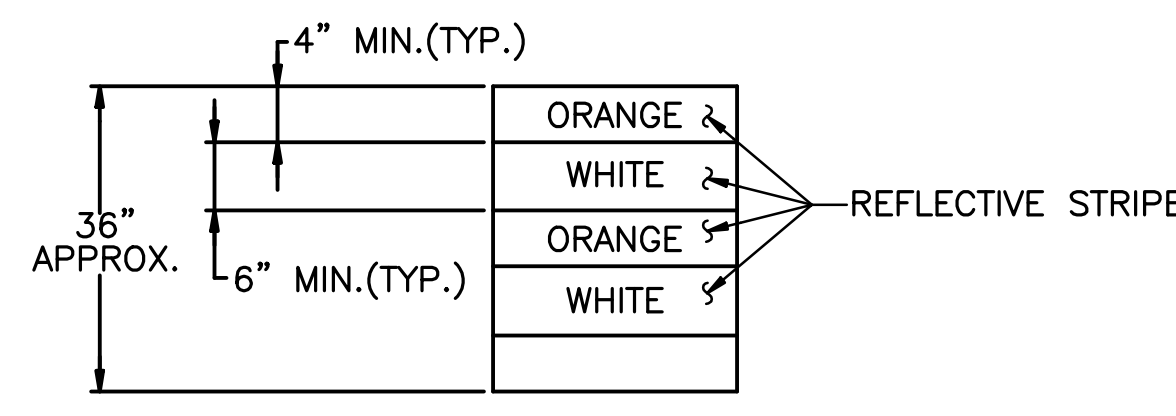 4” MIN.(TYP.)
ORANGE
WHITE
REFLECTIVE STRIPE
36”
APPROX.
ORANGE
6” MIN.(TYP.)
WHITE